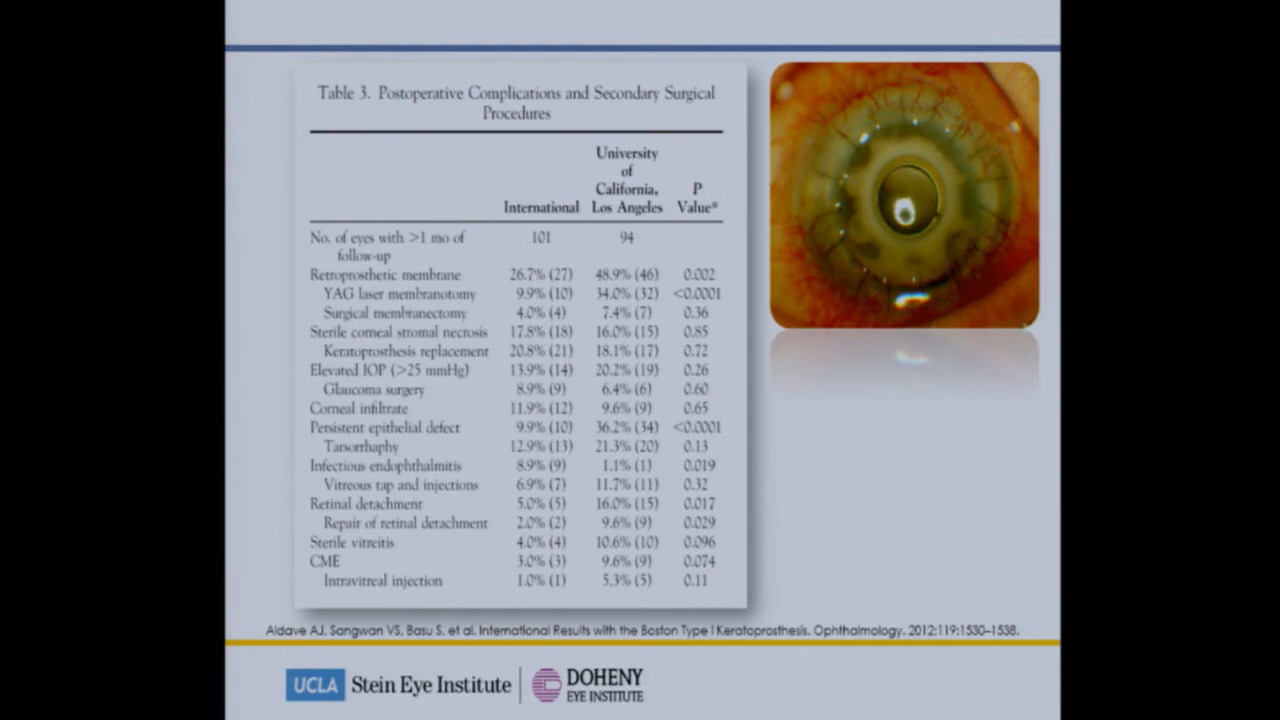 Table 3. Postoperative Complications and Secondary Surgical
Procedures
University
of
California, P
International Los Angeles Value*
No. of eyes with >1 mo of 101 94
follow-up
Retroprosthetic membrane 26.7% (27) 48.9% (46) 0.002
YAG laser membranotomy 9.9% (10) 34.0% (32) <0.0001
Surgical membranectomy 4.0% (4) 7.4% (7) 0.36
Sterile corneal stromal necrosis 17.8% (18) 16.0% (15) 0.85
Keratoprosthesis replacement 20.8% (21) 18.1% (17) 0.72
Elevated IOP (>25 mmHg) 13.9% (14) 20.2% (19) 0.26
Glaucoma surgery 8.9% (9) 6.4% (6) 0.60
Corneal infiltrate 11.9% (12) 9.6% (9) 0.65
Persistent epithelial defect 9.9% (10) 36.2% (34) <0.0001
Tarsorrhaphy 12.9% (13) 21.3% (20) 0.13
Infectious endophthalmitis 8.9% (9) 1.1% (1) 0.019
Vitreous tap and injections 6.9% (7) 11.7% (11) 0.32
Retinal detachment 5.0% (5) 16.0% (15) 0.017
Repair of retinal detachment 2.0% (2) 9.6% (9) 0.029
Sterile vitreitis 4.0% (4) 10.6% (10) 0.096
CME 3.0% (3) 9.6% (9) 0.074
Intravitreal injection 1.0% (1) 5.3% (5) 0.11
Aldave AJ, Sangwan VS, Basu S, et al. International Results with the Boston Type I Keratoprosthesis. Ophthalmology. 2012;119:1530–1538.
UCLA Stein Eye Institute DOHENY
EYE INSTITUTE